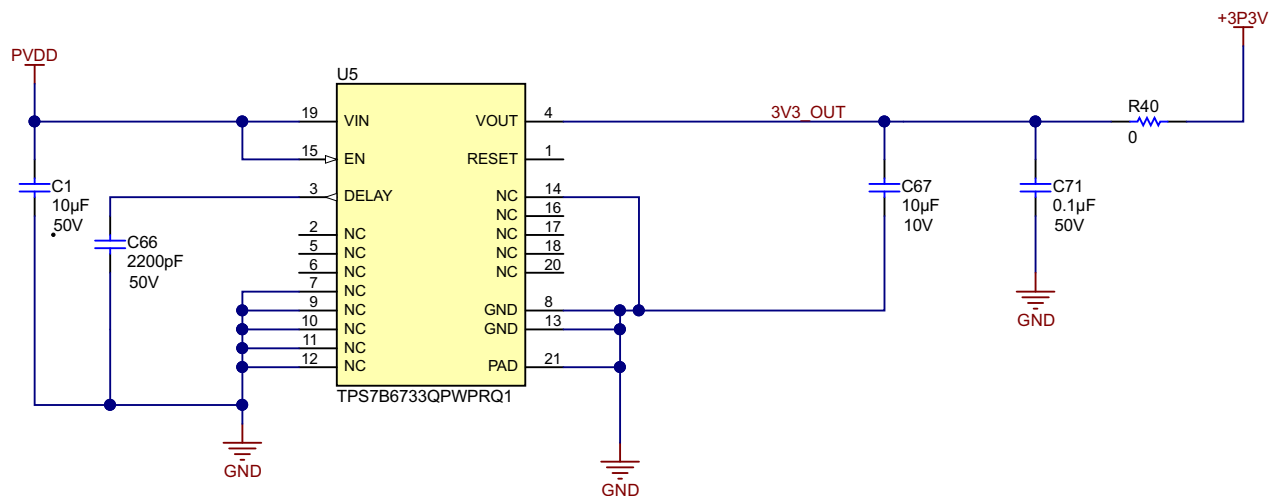 +3P3V
PVDD
U5
19 VIN VOUT 4 3V3_OUT R40
0
15 EN RESET 1
3 DELAY NC 14
C1
10µF
50V
C66
2200pF
50V
NC 16
NC 17
NC 18
NC 20
2 NC
5 NC
6 NC
7 NC
9 NC
10 NC
11 NC
12 NC
GND 8
GND 13
PAD 21
C67
10µF
10V
C71
0.1µF
50V
GND
TPS7B6733QPWPRQ1
GND
GND